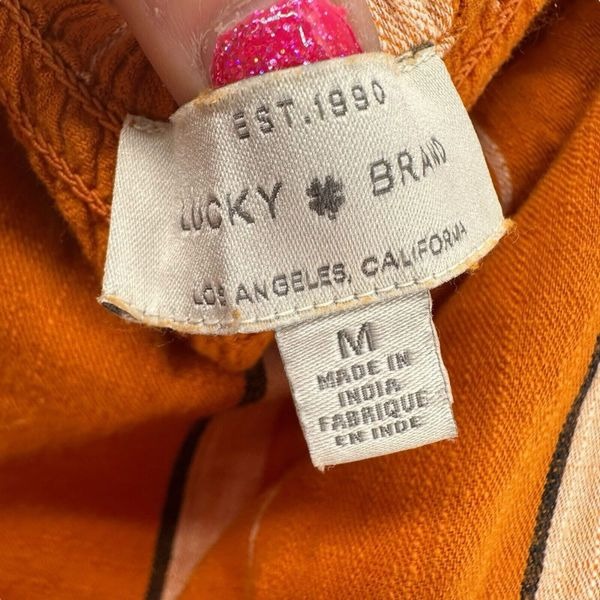 EST.1990
LUCKY BRAND
LOS ANGELES, CALIFORNIA
M
MADE IN
INDIA
FABRIQUE
EN INDE